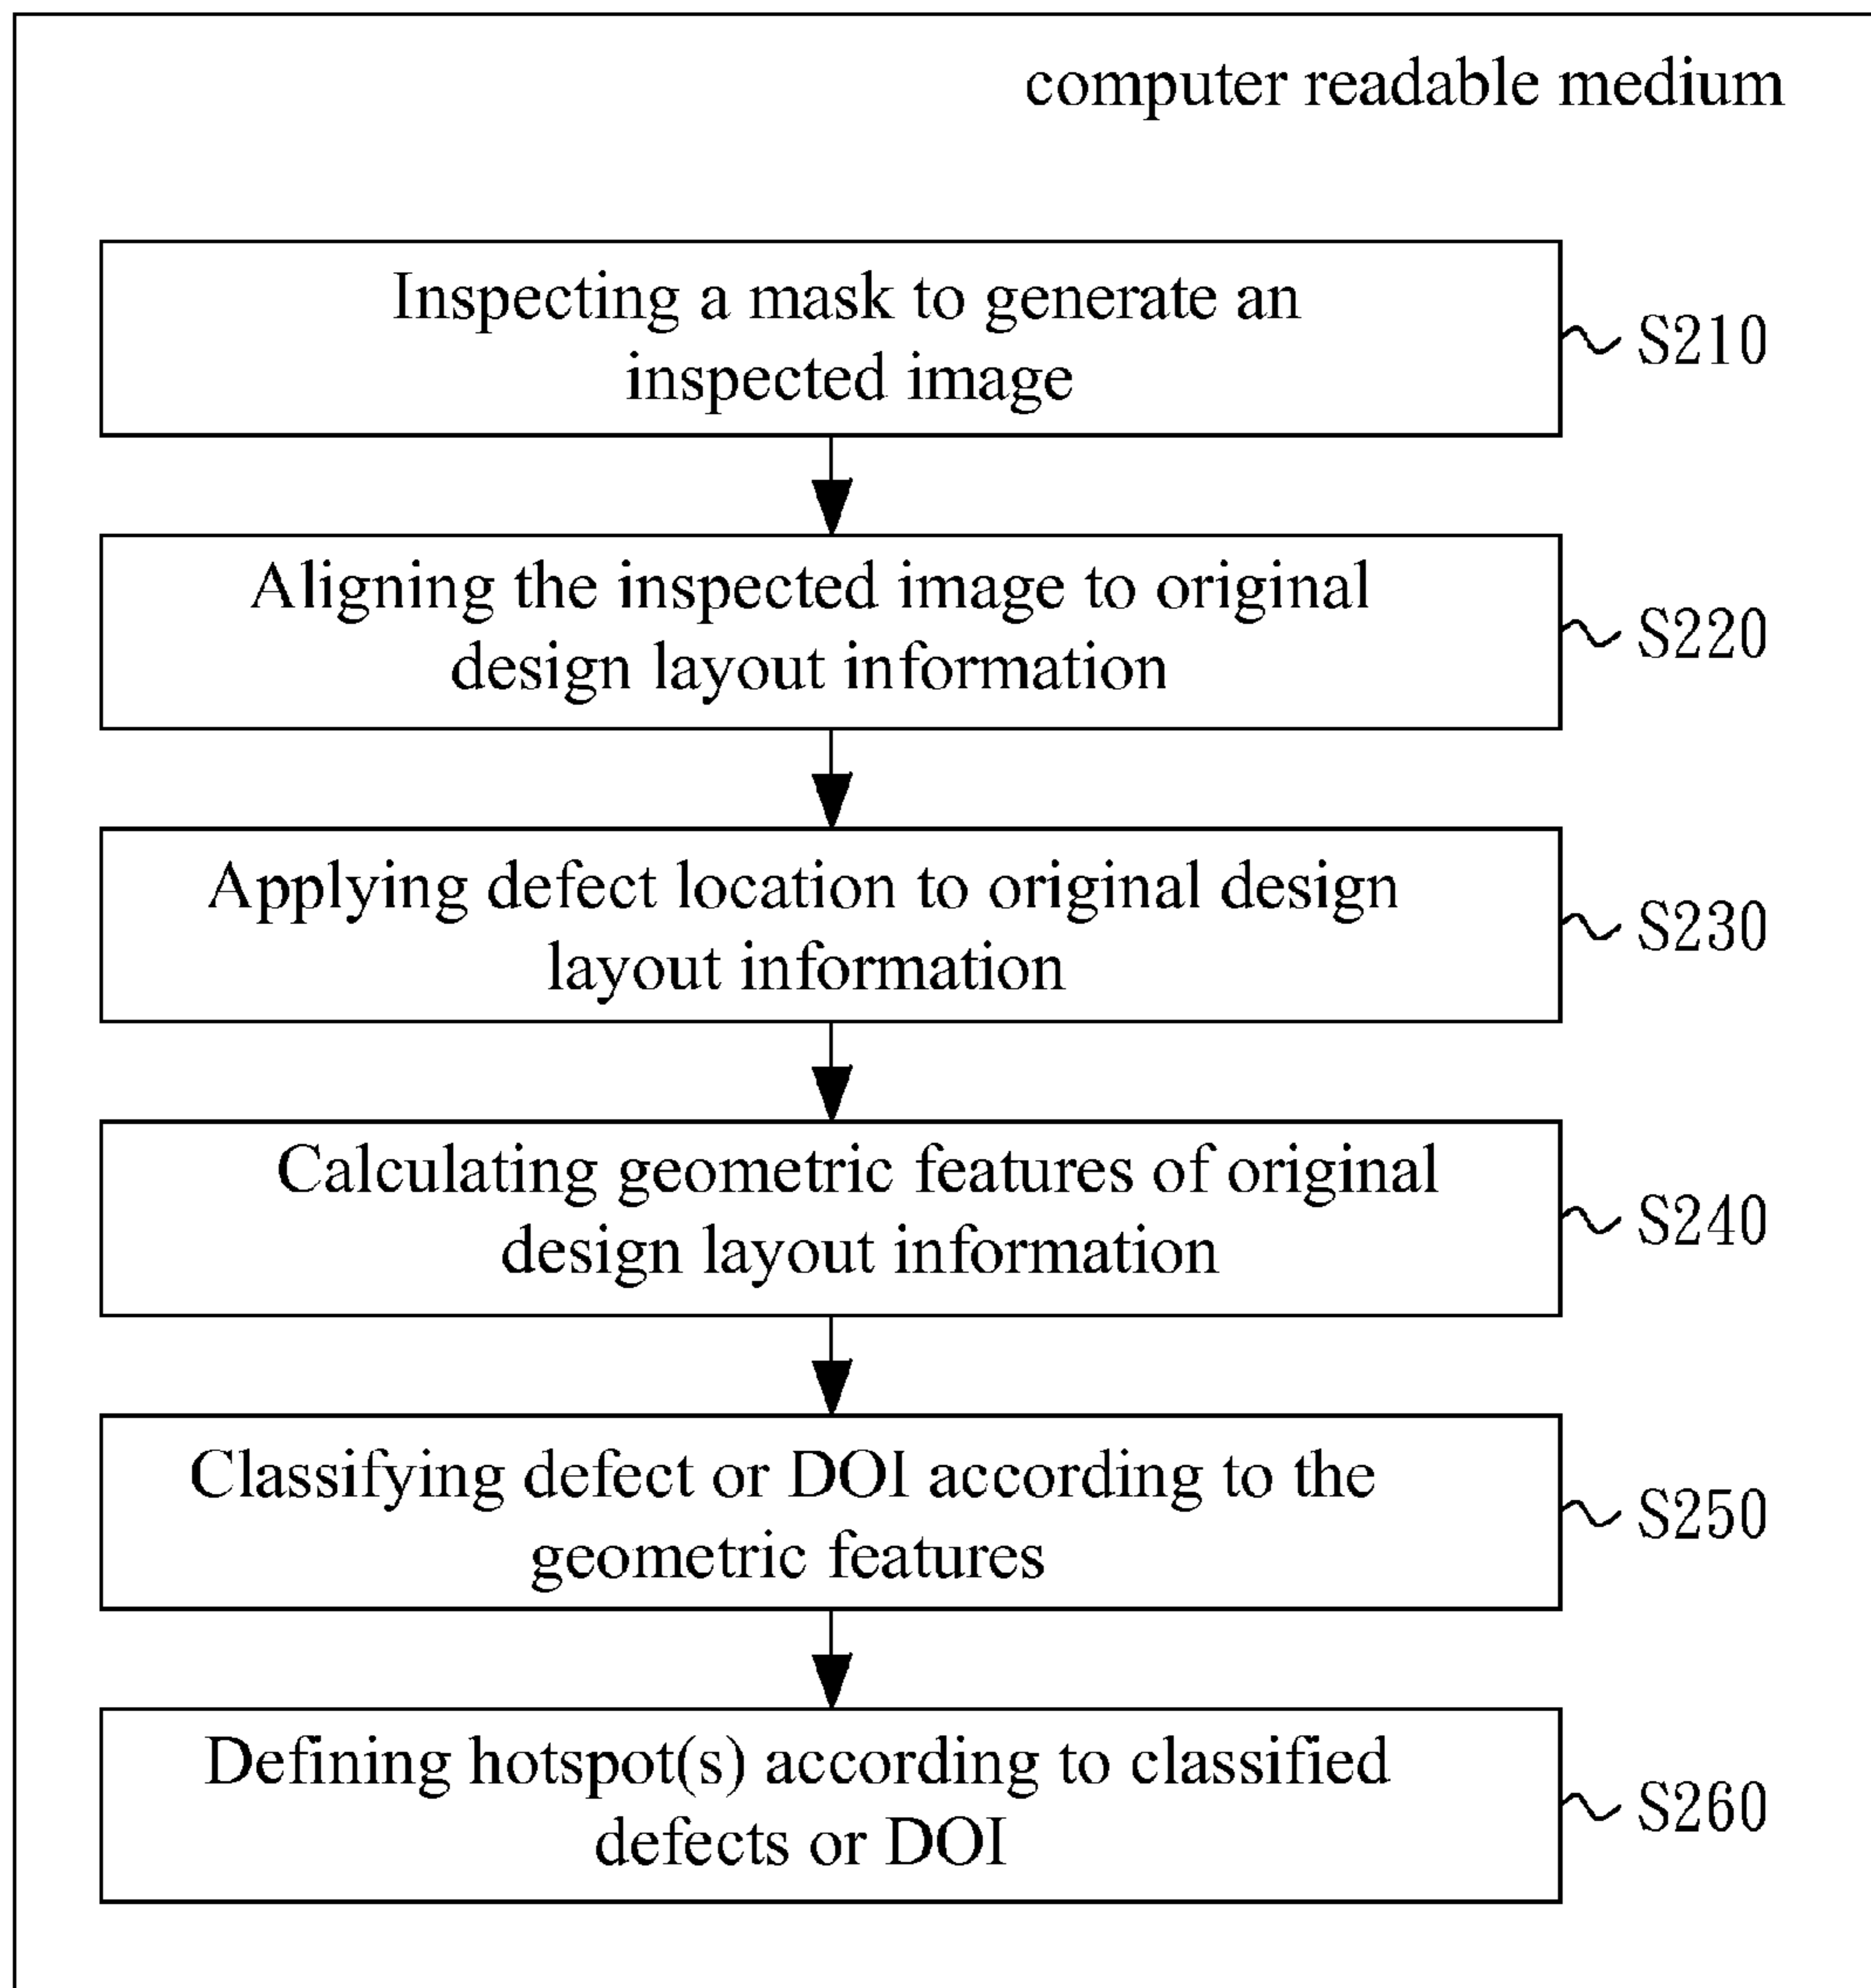 computer readable medium
Inspecting a mask to generate an
inspected image
S210
Aligning the inspected image to original
design layout information
S220
Applying defect location to original design
layout information
S230
Calculating geometric features of original
design layout information
S240
Classifying defect or DOI according to the
geometric features
S250
Defining hotspot(s) according to classified
defects or DOI
S260